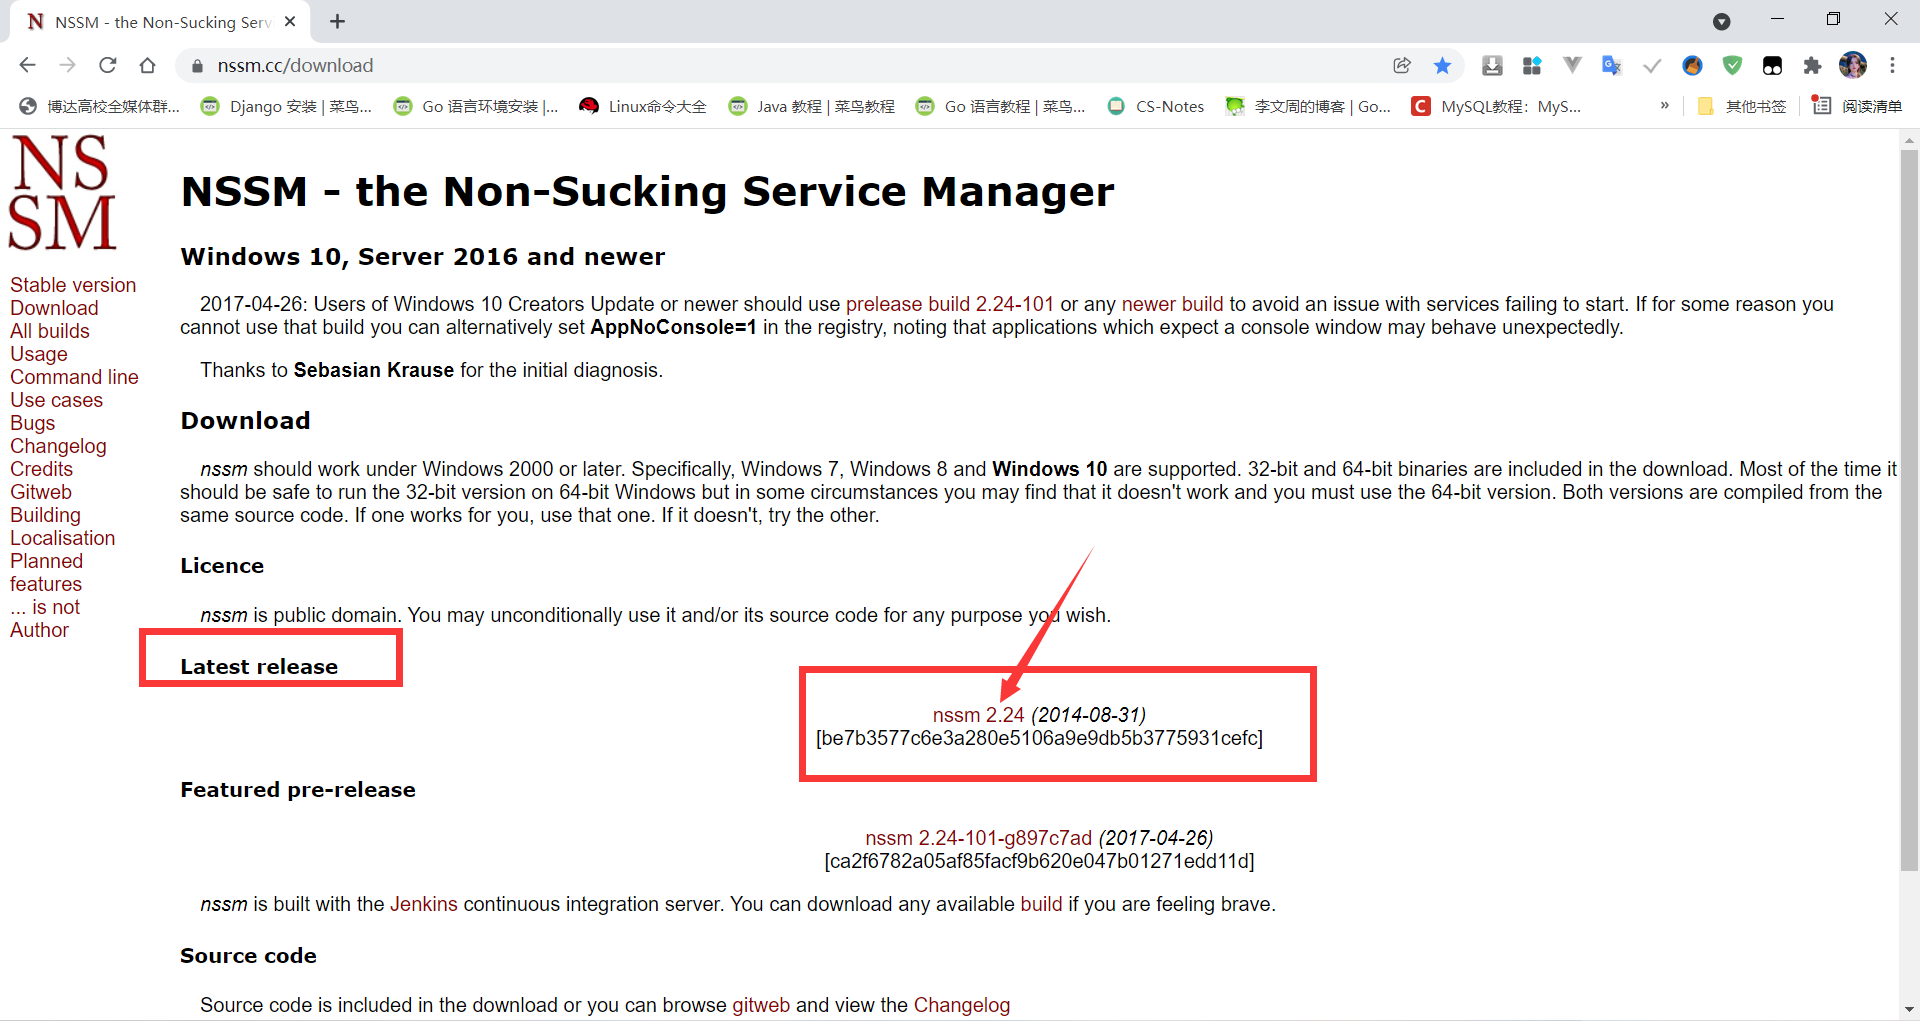 NSSM - the Non-Sucking Serv
nssm.cc/download
博达高校全媒体群...
Django 安装 | 菜鸟...
Go 语言环境安装 |...
Linux命令大全
Java 教程 | 菜鸟教程
Go 语言教程 | 菜鸟...
CS-Notes
李文周的博客 | Go...
C
MySQL教程：MyS...
»
其他书签
阅读清单
NS
SM
Stable version
Download
All builds
Usage
Command line
Use cases
Bugs
Changelog
Credits
Gitweb
Building
Localisation
Planned
features
... is not
Author
NSSM - the Non-Sucking Service Manager
Windows 10, Server 2016 and newer
2017-04-26: Users of Windows 10 Creators Update or newer should use prelease build 2.24-101 or any newer build to avoid an issue with services failing to start. If for some reason you
cannot use that build you can alternatively set AppNoConsole=1 in the registry, noting that applications which expect a console window may behave unexpectedly.
Thanks to Sebasian Krause for the initial diagnosis.
Download
nssm should work under Windows 2000 or later. Specifically, Windows 7, Windows 8 and Windows 10 are supported. 32-bit and 64-bit binaries are included in the download. Most of the time it
should be safe to run the 32-bit version on 64-bit Windows but in some circumstances you may find that it doesn't work and you must use the 64-bit version. Both versions are compiled from the
same source code. If one works for you, use that one. If it doesn't, try the other.
Licence
nssm is public domain. You may unconditionally use it and/or its source code for any purpose you wish.
Latest release
nssm 2.24 (2014-08-31)
[be7b3577c6e3a280e5106a9e9db5b3775931cefc]
Featured pre-release
nssm 2.24-101-g897c7ad (2017-04-26)
[ca2f6782a05af85facf9b620e047b01271edd11d]
nssm is built with the Jenkins continuous integration server. You can download any available build if you are feeling brave.
Source code
Source code is included in the download or you can browse gitweb and view the Changelog